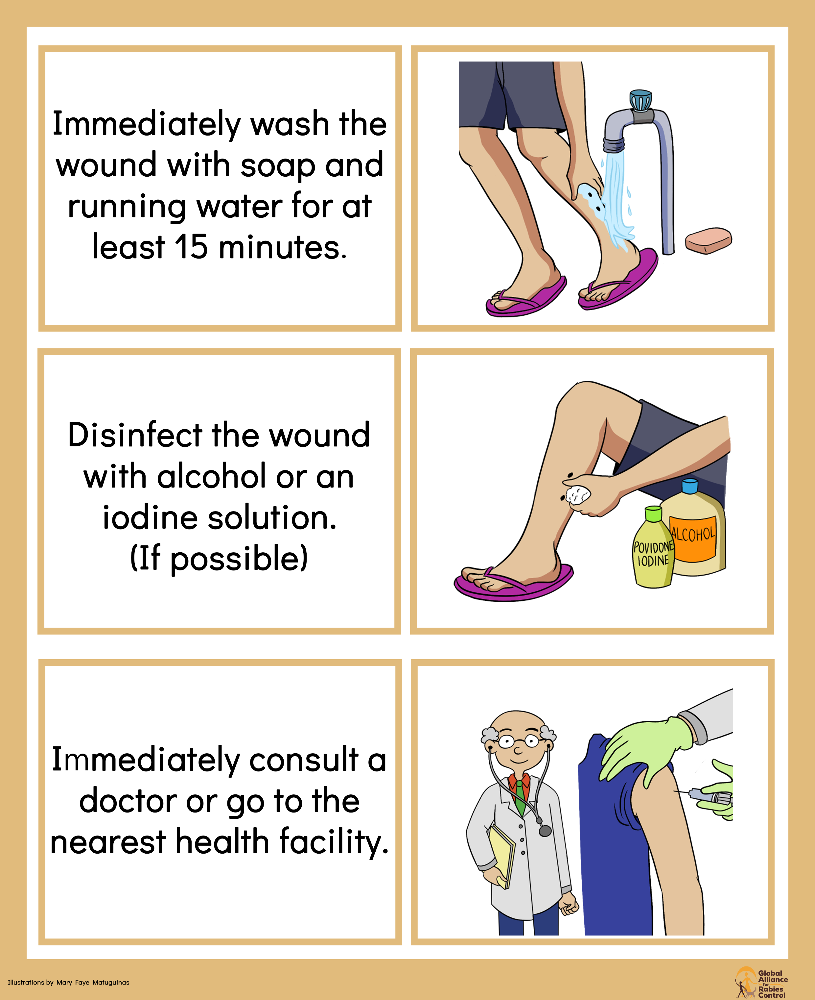 Immediately wash the
wound with soap and
running water for at
least 15 minutes.
Disinfect the wound
with alcohol or an
iodine solution.
(If possible)
ALCOHOL
POVIDONE
IODINE
Immediately consult a
doctor or go to the
nearest health facility.
Illustrations by Mary Faye Matuguinas
Global
Alliance
for
Rabies
Control